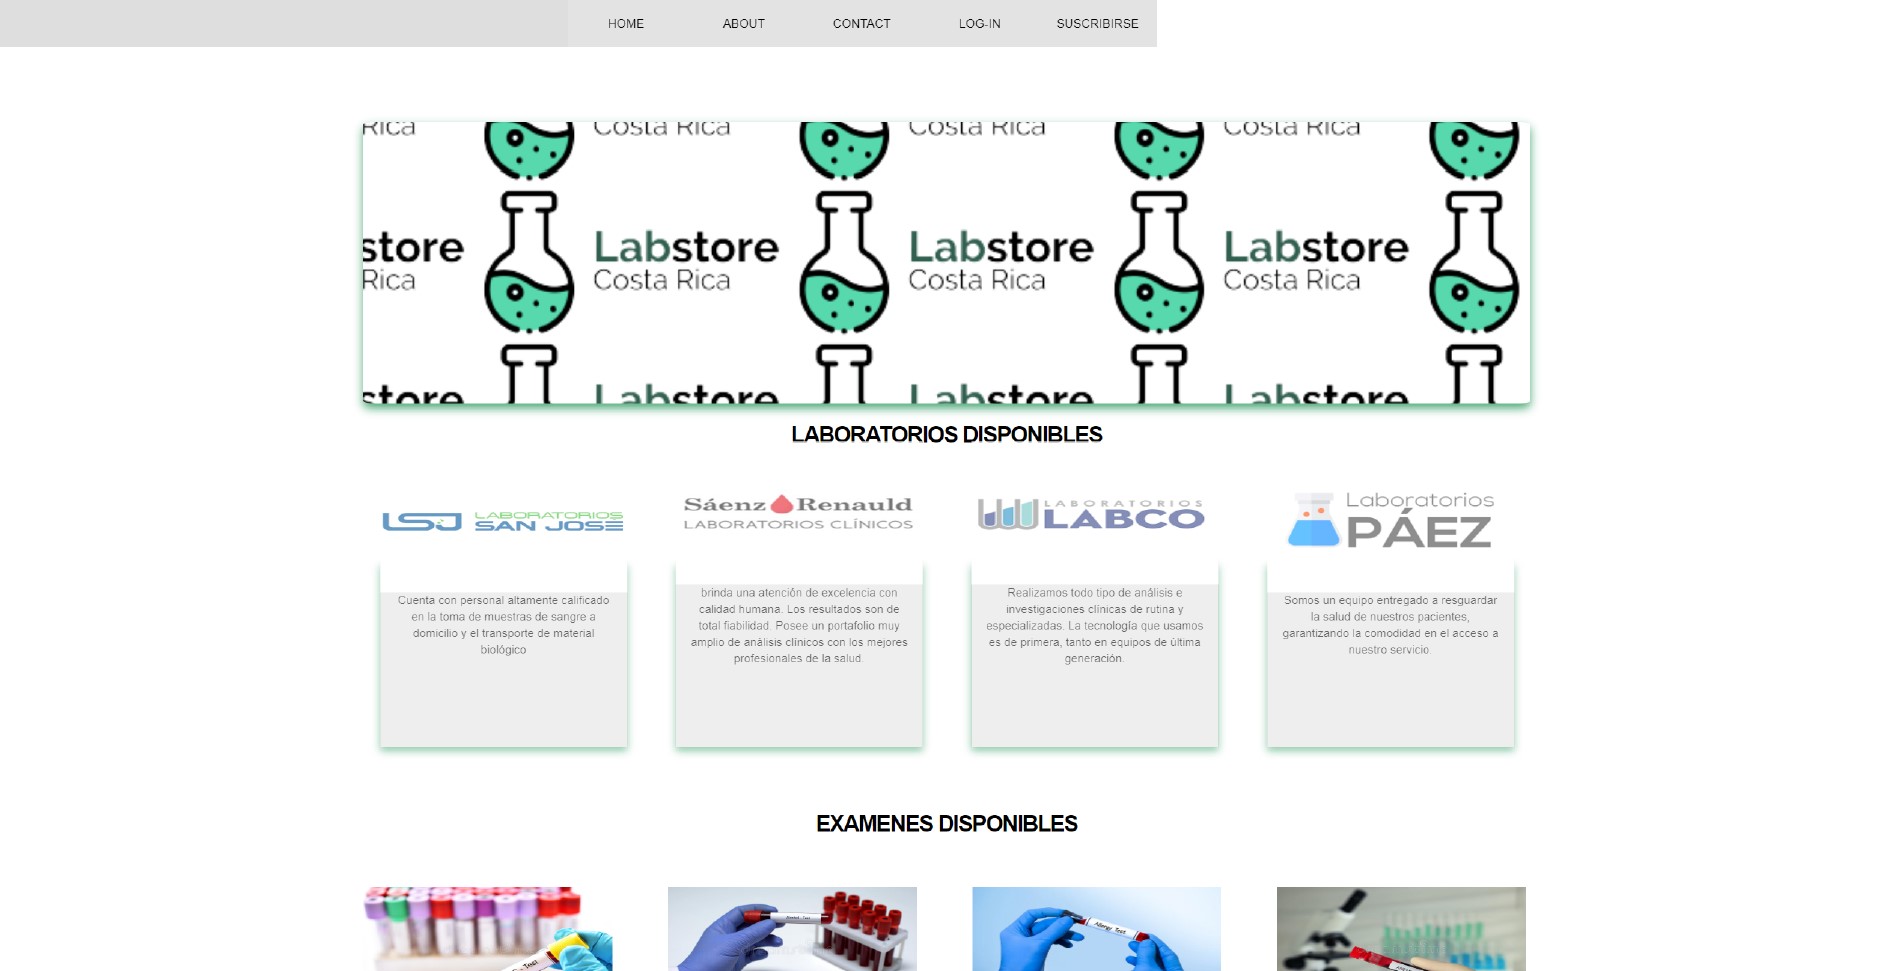 HOME ABOUT CONTACT LOG-IN SUSCRIBIRSE
Rica Costa Rica Costa Rica Costa Rica
store Labstore Labstore Labstore
Rica Costa Rica Costa Rica Costa Rica
store Labstore Labstore Labstore
LABORATORIOS DISPONIBLES
LSJ LABORATORIOS
SAN JOSÉ
Cuenta con personal altamente calificado
en la toma de muestras de sangre a
domicilio y el transporte de material
biológico
Sáenz Renauld
LABORATORIOS CLÍNICOS
brinda una atención de excelencia con
calidad humana. Los resultados son de
total fiabilidad. Posee un portafolio muy
amplio de análisis clínicos con los mejores
profesionales de la salud.
LABORATORIOS
LABCO
Realizamos todo tipo de análisis e
investigaciones clínicas de rutina y
especializadas. La tecnología que usamos
es de primera, tanto en equipos de última
generación.
Laboratorios
PÁEZ
Somos un equipo entregado a resguardar
la salud de nuestros pacientes,
garantizando la comodidad en el acceso a
nuestro servicio.
EXAMENES DISPONIBLES
Allergy Test